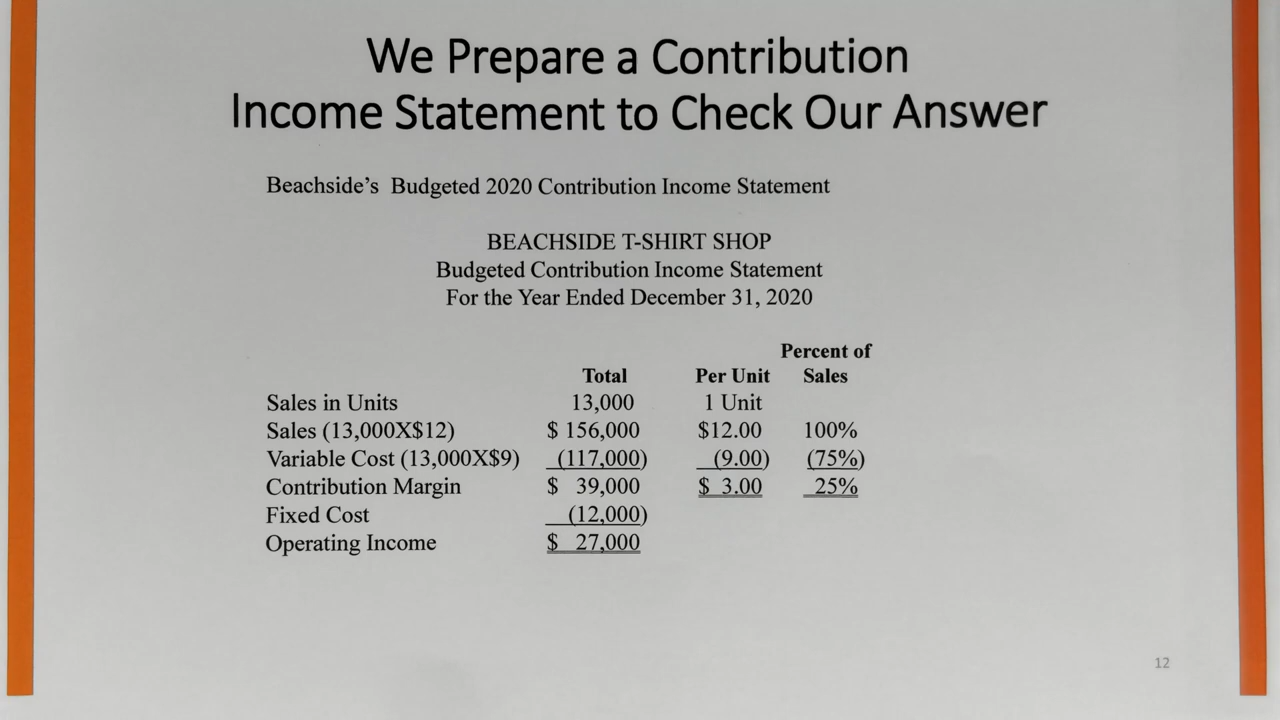 We Prepare a Contribution
Income Statement to Check Our Answer
Beachside's Budgeted 2020 Contribution Income Statement
BEACHSIDE T-SHIRT SHOP
Budgeted Contribution Income Statement
For the Year Ended December 31, 2020
Percent of
Total Per Unit Sales
Sales in Units 13,000 1 Unit
Sales (13,000X$12) $ 156,000 $12.00 100%
Variable Cost (13,000X$9) (117,000) (9.00) (75%)
Contribution Margin $ 39,000 $ 3.00 25%
Fixed Cost (12,000)
Operating Income $ 27,000
12